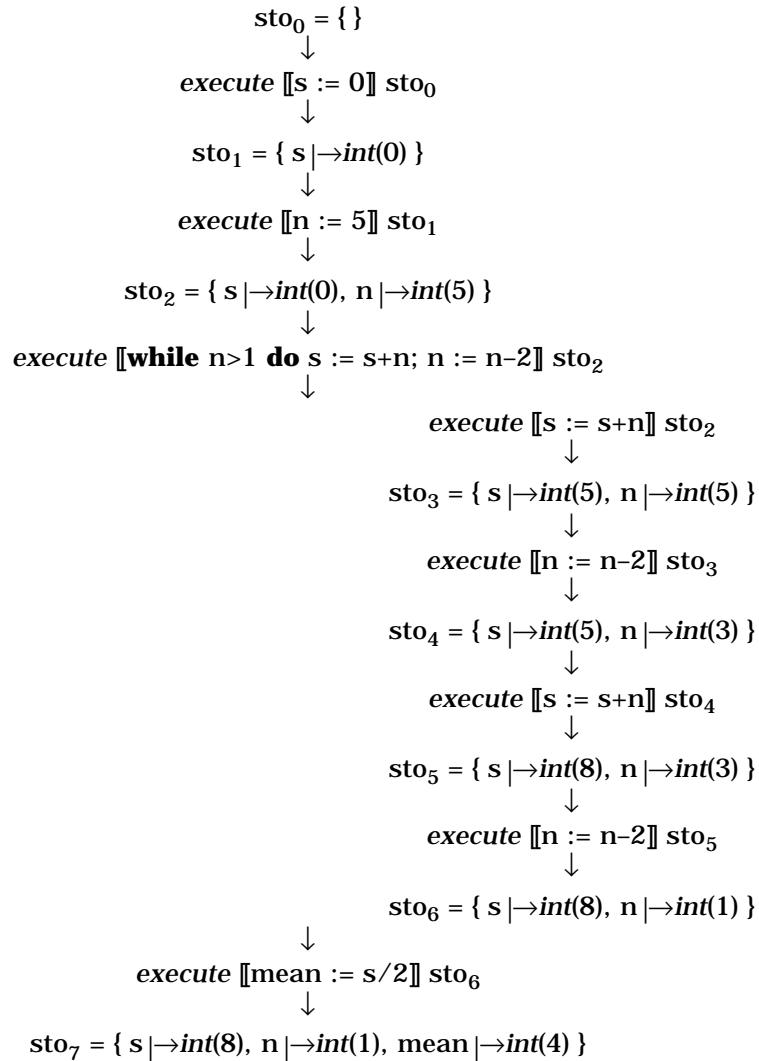 sto₀ = { }
↓
execute ⟦s := 0⟧ sto₀
↓
sto₁ = { s |→int(0) }
↓
execute ⟦n := 5⟧ sto₁
↓
sto₂ = { s |→int(0), n |→int(5) }
↓
execute ⟦while n>1 do s := s+n; n := n–2⟧ sto₂
↓
execute ⟦s := s+n⟧ sto₂
↓
sto₃ = { s |→int(5), n |→int(5) }
↓
execute ⟦n := n–2⟧ sto₃
↓
sto₄ = { s |→int(5), n |→int(3) }
↓
execute ⟦s := s+n⟧ sto₄
↓
sto₅ = { s |→int(8), n |→int(3) }
↓
execute ⟦n := n–2⟧ sto₅
↓
sto₆ = { s |→int(8), n |→int(1) }
↓
execute ⟦mean := s/2⟧ sto₆
↓
sto₇ = { s |→int(8), n |→int(1), mean |→int(4) }